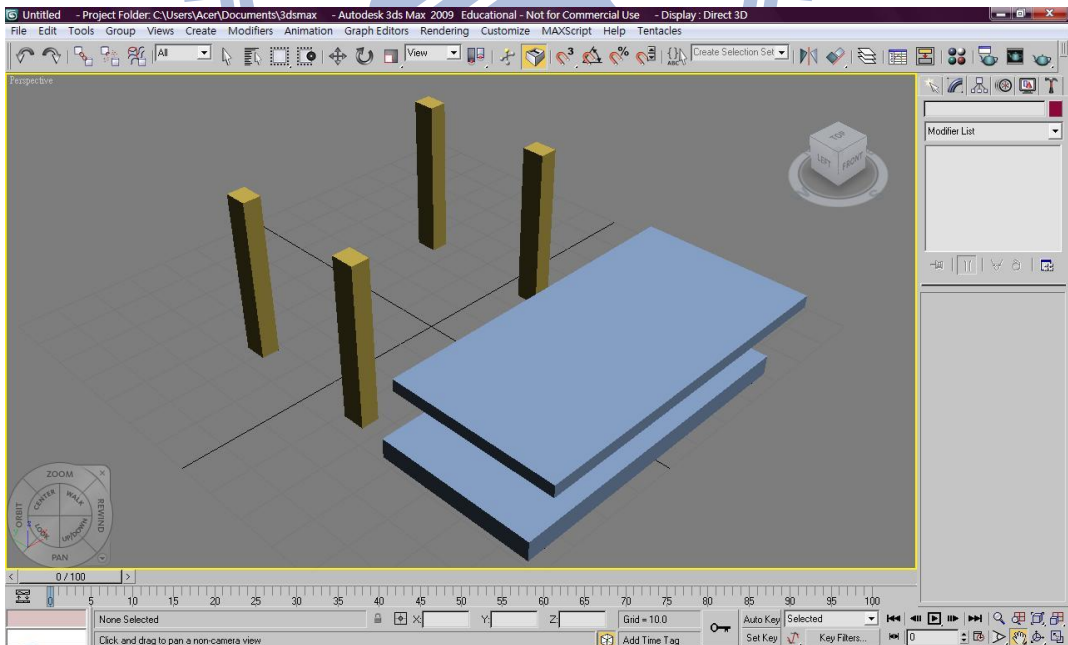 Untitled - Project Folder: C:\Users\Acer\Documents\3dsmax - Autodesk 3ds Max 2009 Educational - Not for Commercial Use - Display : Direct 3D
File Edit Tools Group Views Create Modifiers Animation Graph Editors Rendering Customize MAXScript Help Tentacles
All View 3 % ABC Create Selection Set
Perspective
Modifier List
TOP
LEFT FRONT
ZOOM
CENTER WALK
ORBIT REWIND
LOOK UP/DOWN
PAN
0 / 100
0 5 10 15 20 25 30 35 40 45 50 55 60 65 70 75 80 85 90 95 100
None Selected X: Y: Z: Grid = 10.0 Auto Key Selected
Click and drag to pan a non-camera view Add Time Tag Set Key Key Filters... 0